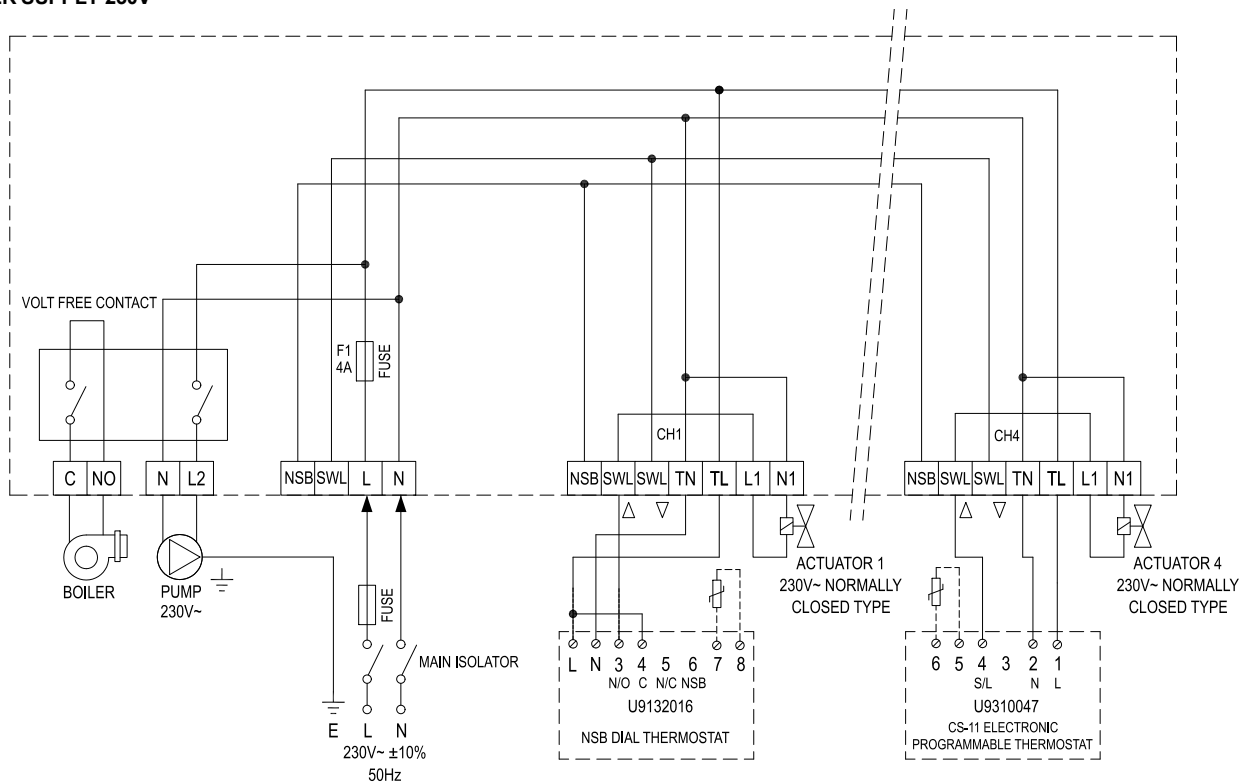 VOLT FREE CONTACT
F1
4A
FUSE
CH1
CH4
C NO
N L2
NSB SWL L N
NSB SWL SWL TN TL L1 N1
NSB SWL SWL TN TL L1 N1
BOILER
PUMP
230V~
FUSE
MAIN ISOLATOR
E L N
230V~ ±10%
50Hz
ACTUATOR 1
230V~ NORMALLY
CLOSED TYPE
L N 3 4 5 6 7 8
N/O C N/C NSB
U9132016
NSB DIAL THERMOSTAT
ACTUATOR 4
230V~ NORMALLY
CLOSED TYPE
6 5 4 3 2 1
S/L N L
U9310047
CS-11 ELECTRONIC
PROGRAMMABLE THERMOSTAT